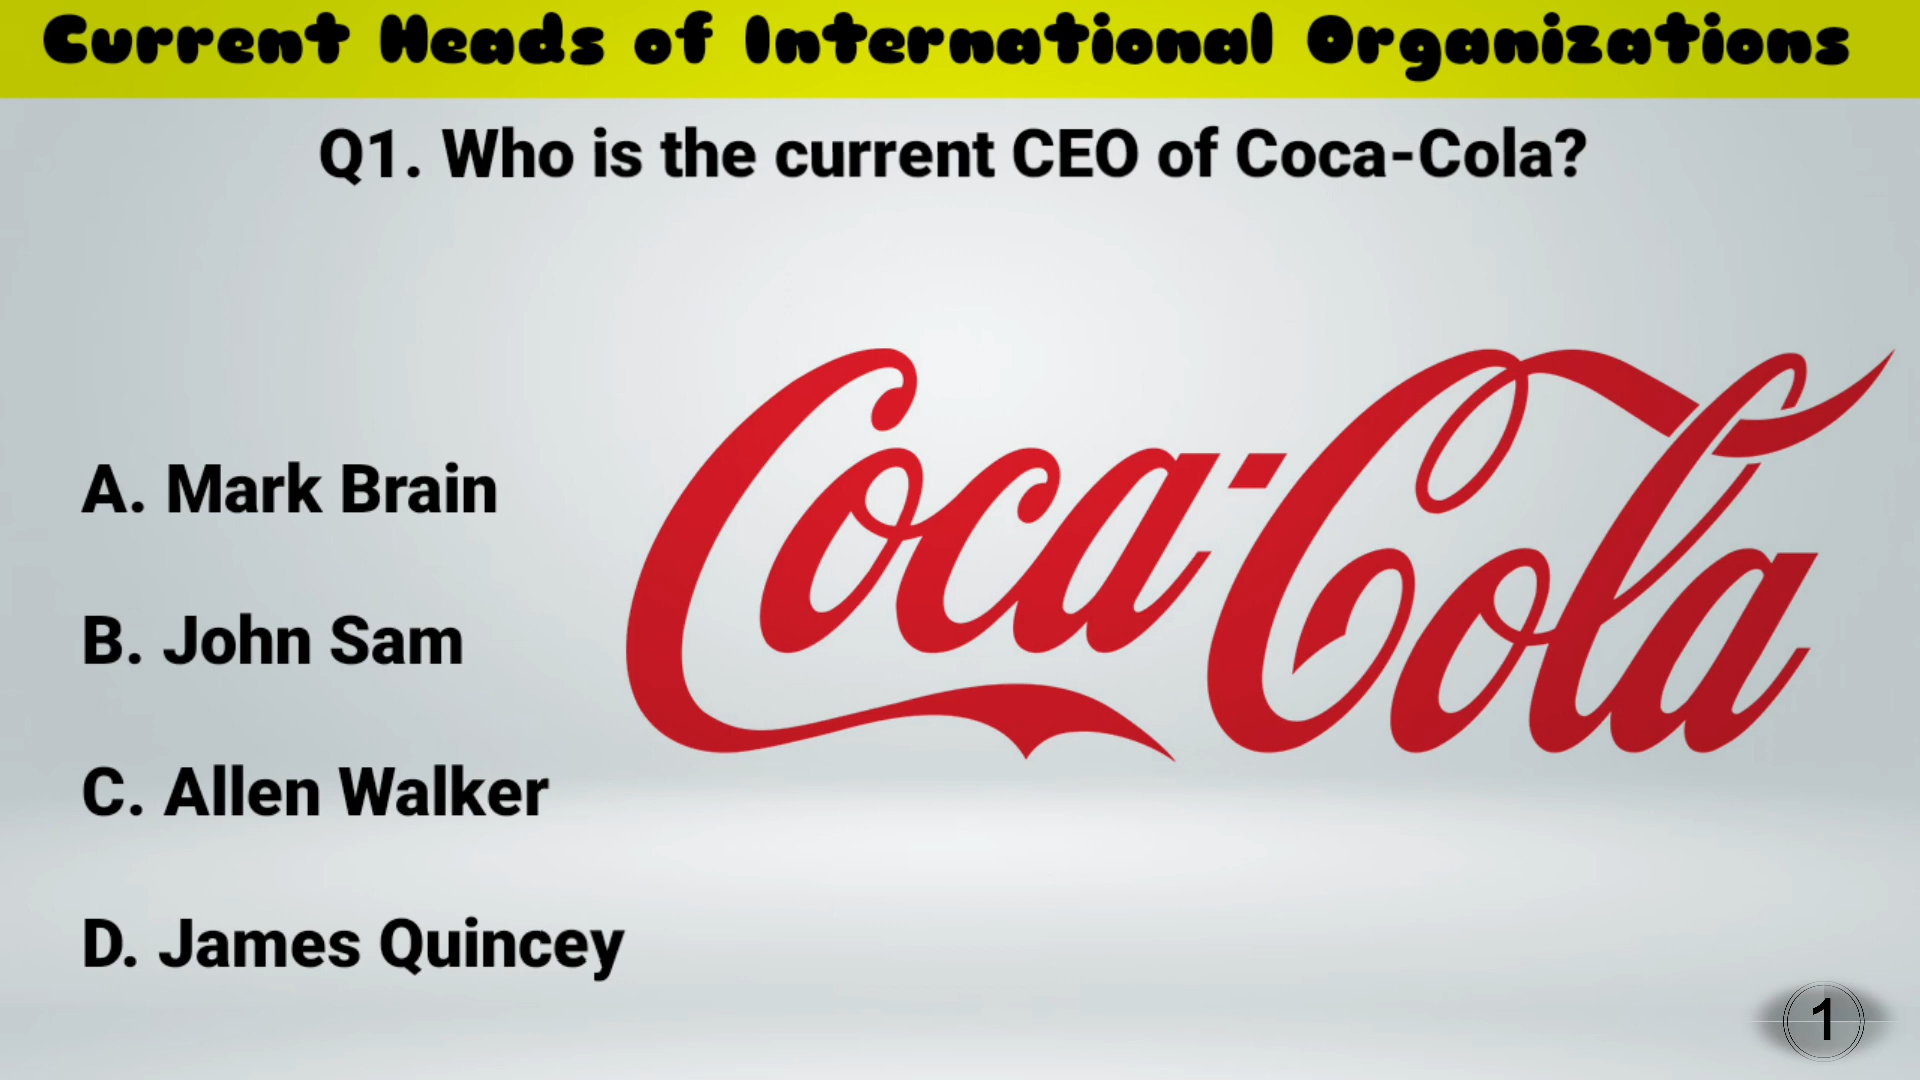 Current Heads of International Organizations
Q1. Who is the current CEO of Coca-Cola?
Coca-Cola
A. Mark Brain
B. John Sam
C. Allen Walker
D. James Quincey
1